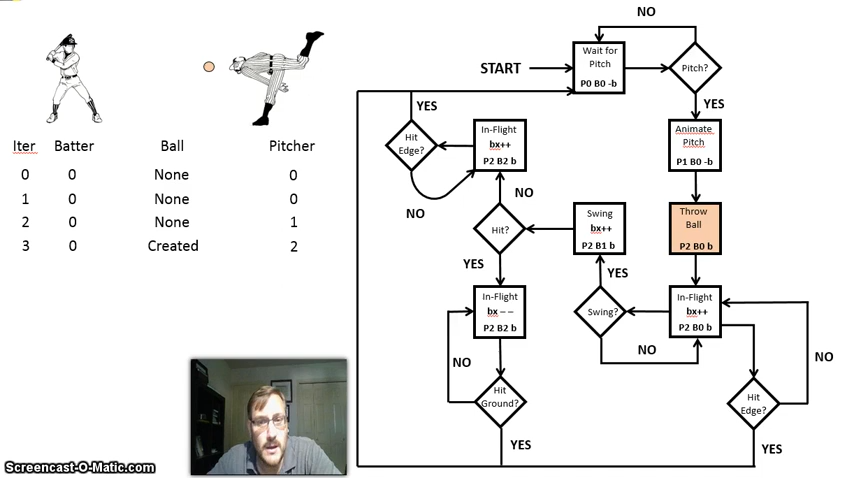 Iter Batter Ball Pitcher
0 0 None 0
1 0 None 0
2 0 None 1
3 0 Created 2
START
Wait for
Pitch
P0 B0 -b
NO
Pitch?
YES
Animate
Pitch
P1 B0 -b
Throw
Ball
P2 B0 b
In-Flight
bx++
P2 B0 b
Hit
Edge?
NO
YES
Swing?
NO
YES
Swing
bx++
P2 B1 b
Hit?
NO
YES
In-Flight
bx++
P2 B2 b
Hit
Edge?
YES
NO
In-Flight
bx – –
P2 B2 b
Hit
Ground?
NO
YES
Screencast-O-Matic.com